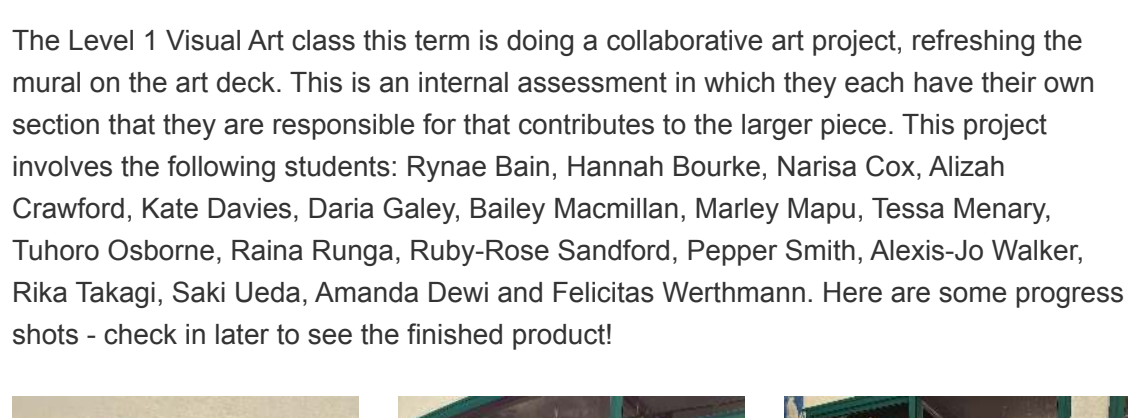 The Level 1 Visual Art class this term is doing a collaborative art project, refreshing the
mural on the art deck. This is an internal assessment in which they each have their own
section that they are responsible for that contributes to the larger piece. This project
involves the following students: Rynae Bain, Hannah Bourke, Narisa Cox, Alizah
Crawford, Kate Davies, Daria Galey, Bailey Macmillan, Marley Mapu, Tessa Menary,
Tuhoro Osborne, Raina Runga, Ruby-Rose Sandford, Pepper Smith, Alexis-Jo Walker,
Rika Takagi, Saki Ueda, Amanda Dewi and Felicitas Werthmann. Here are some progress
shots - check in later to see the finished product!